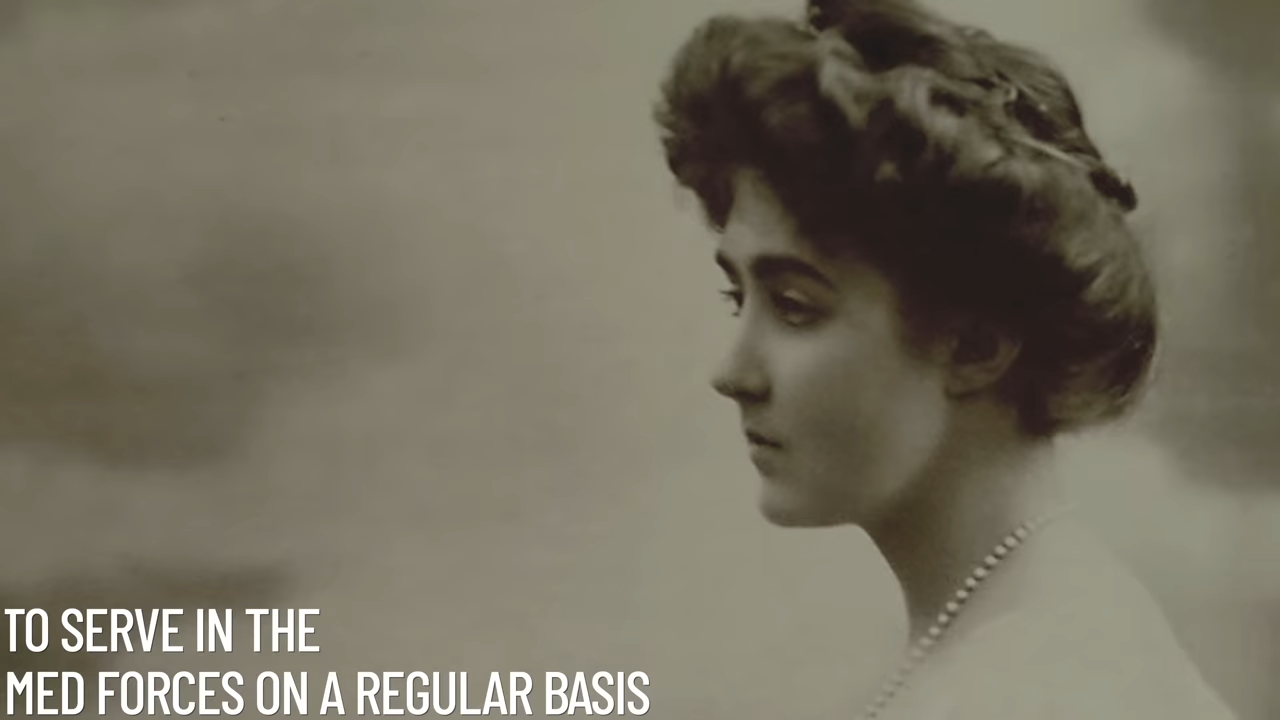 TO SERVE IN THE
MED FORCES ON A REGULAR BASIS